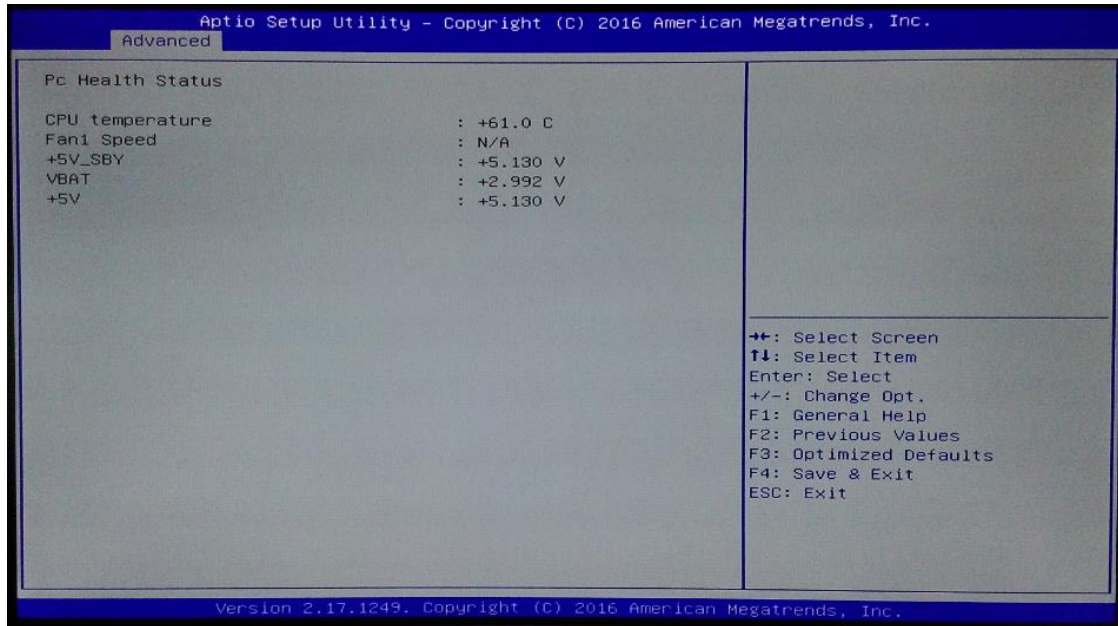 Aptio Setup Utility – Copyright (C) 2016 American Megatrends, Inc.
Advanced
Pc Health Status
CPU temperature : +61.0 C
Fan1 Speed : N/A
+5V_SBY : +5.130 V
VBAT : +2.992 V
+5V : +5.130 V
→←: Select Screen
↑↓: Select Item
Enter: Select
+/-: Change Opt.
F1: General Help
F2: Previous Values
F3: Optimized Defaults
F4: Save & Exit
ESC: Exit
Version 2.17.1249. Copyright (C) 2016 American Megatrends, Inc.